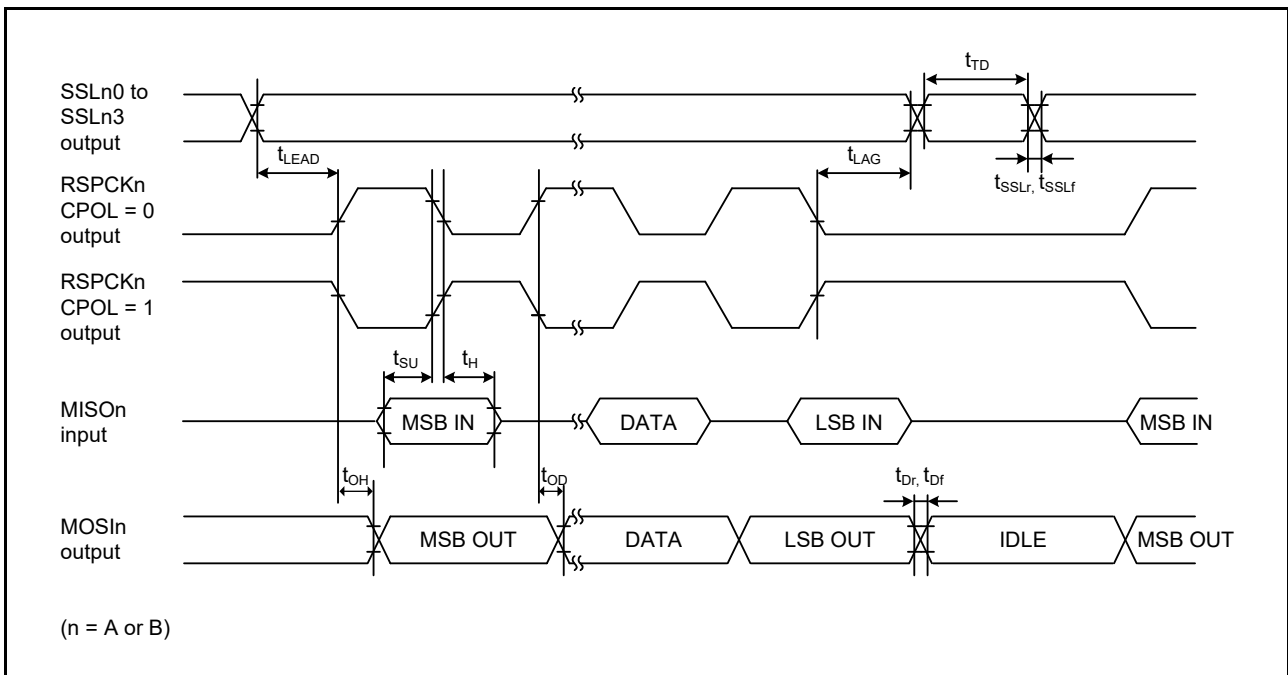 SSLn0 to
SSLn3
output
tTD
tLEAD
tLAG
tSSLr, tSSLf
RSPCKn
CPOL = 0
output
RSPCKn
CPOL = 1
output
tSU
tH
MISOn
input
MSB IN
DATA
LSB IN
MSB IN
tOH
tOD
tDr, tDf
MOSIn
output
MSB OUT
DATA
LSB OUT
IDLE
MSB OUT
(n = A or B)